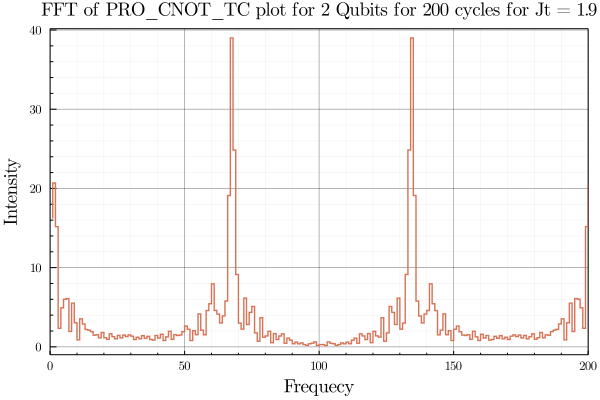 FFT of PRO_CNOT_TC plot for 2 Qubits for 200 cycles for Jt = 1.9
40
30
20
10
0
Intensity
0 50 100 150 200
Frequecy